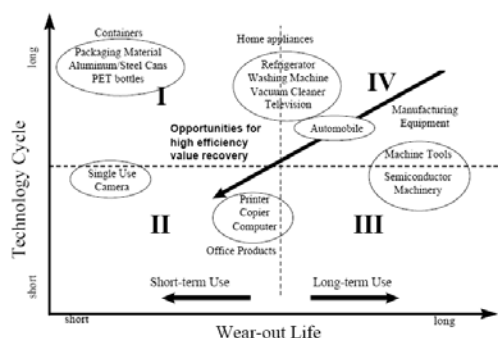 Containers
Packaging Material
Aluminum/Steel Cans
PET bottles
I
Home appliances
Refrigerator
Washing Machine
Vacuum Cleaner
Television
IV
Automobile
Manufacturing
Equipment
Opportunities for
high efficiency
value recovery
Machine Tools
Semiconductor
Machinery
Single Use
Camera
II
Printer
Copier
Computer
Office Products
III
Short-term Use
Long-term Use
long
Technology Cycle
short
short
long
Wear-out Life